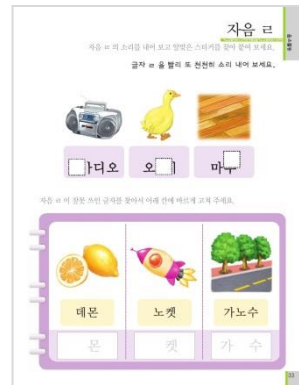 자음 ㄹ
자음 ㄹ 의 소리를 내어 보고 알맞은 스티커를 찾아 붙여 보세요.
글자 ㄹ 을 빨리 또 천천히 소리 내어 보세요.
디오 오 마
자음 ㄹ 이 잘못 쓰인 글자를 찾아서 아래 칸에 바르게 고쳐 주세요.
데몬 노켓 가노수
몬 켓 가 수
33